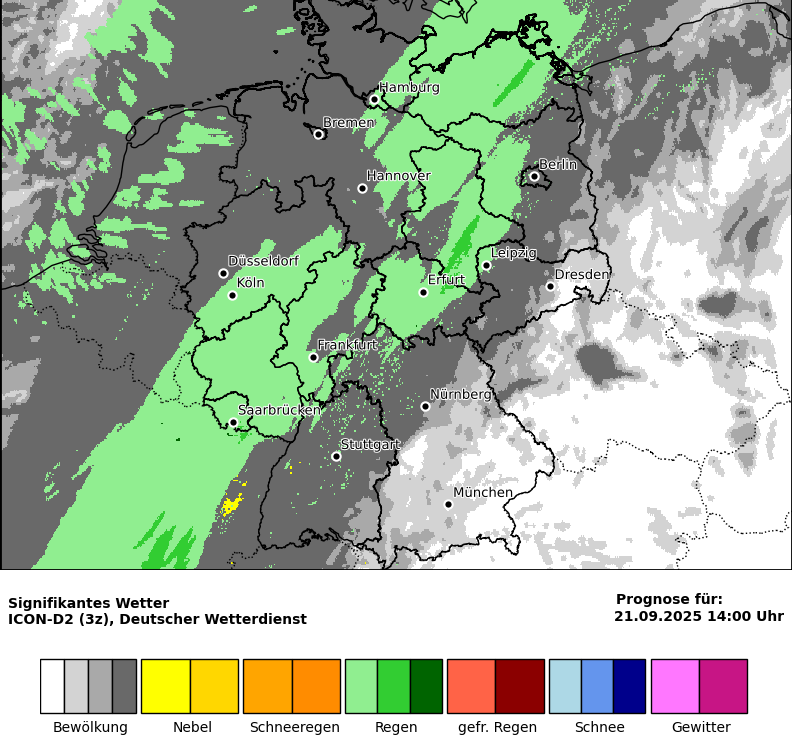 Hamburg
Bremen
Berlin
Hannover
Leipzig
Düsseldorf
Dresden
Köln
Erfurt
Frankfurt
Nürnberg
Saarbrücken
Stuttgart
München
Signifikantes Wetter
ICON-D2 (3z), Deutscher Wetterdienst
Prognose für:
21.09.2025 14:00 Uhr
Bewölkung Nebel Schneeregen Regen gefr. Regen Schnee Gewitter